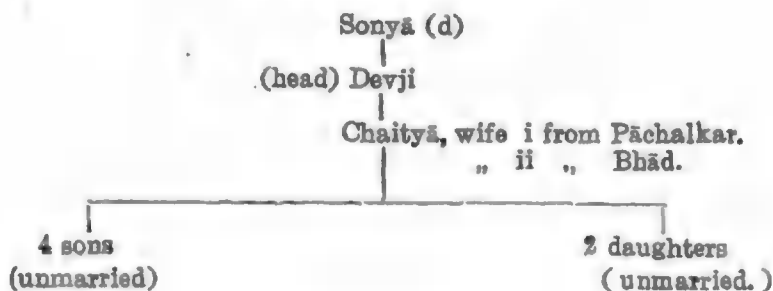 Sonyā (d)
(head) Devji
Chaityā, wife i from Pāchalkar.
„ ii „ Bhād.
4 sons 2 daughters
(unmarried) ( unmarried. )